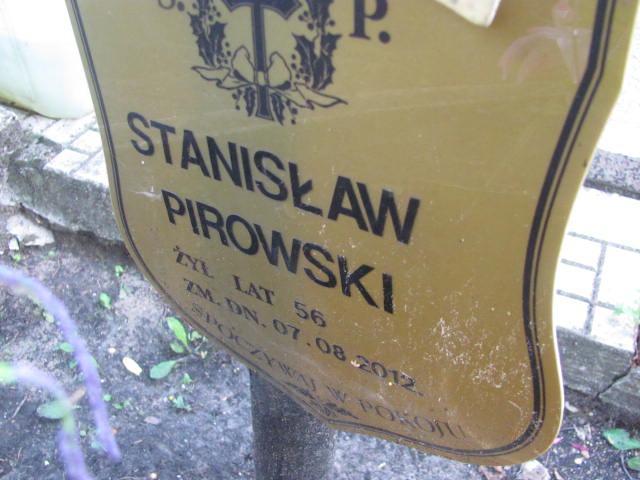 S. P.
STANISŁAW
PIROWSKI
ŻYŁ LAT 56
ZM. DN. 07.08.2012.
SPOCZYWAJ W POKOJU